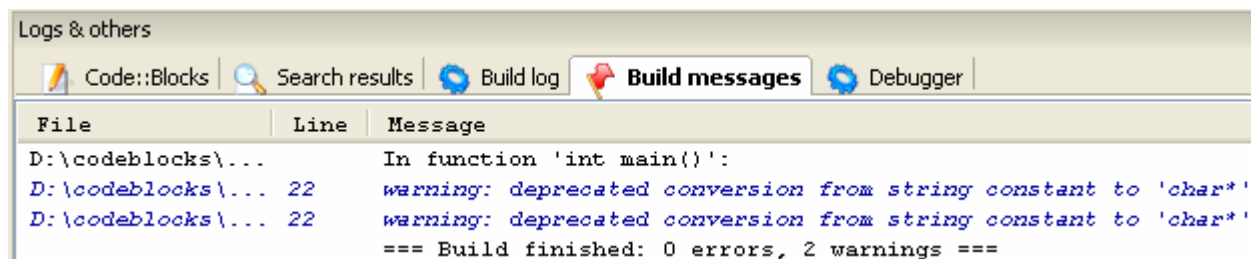 Logs & others
Code::Blocks Search results Build log Build messages Debugger
File Line Message
D:\codeblocks\... In function 'int main()':
D:\codeblocks\... 22 warning: deprecated conversion from string constant to 'char*'
D:\codeblocks\... 22 warning: deprecated conversion from string constant to 'char*'
=== Build finished: 0 errors, 2 warnings ===